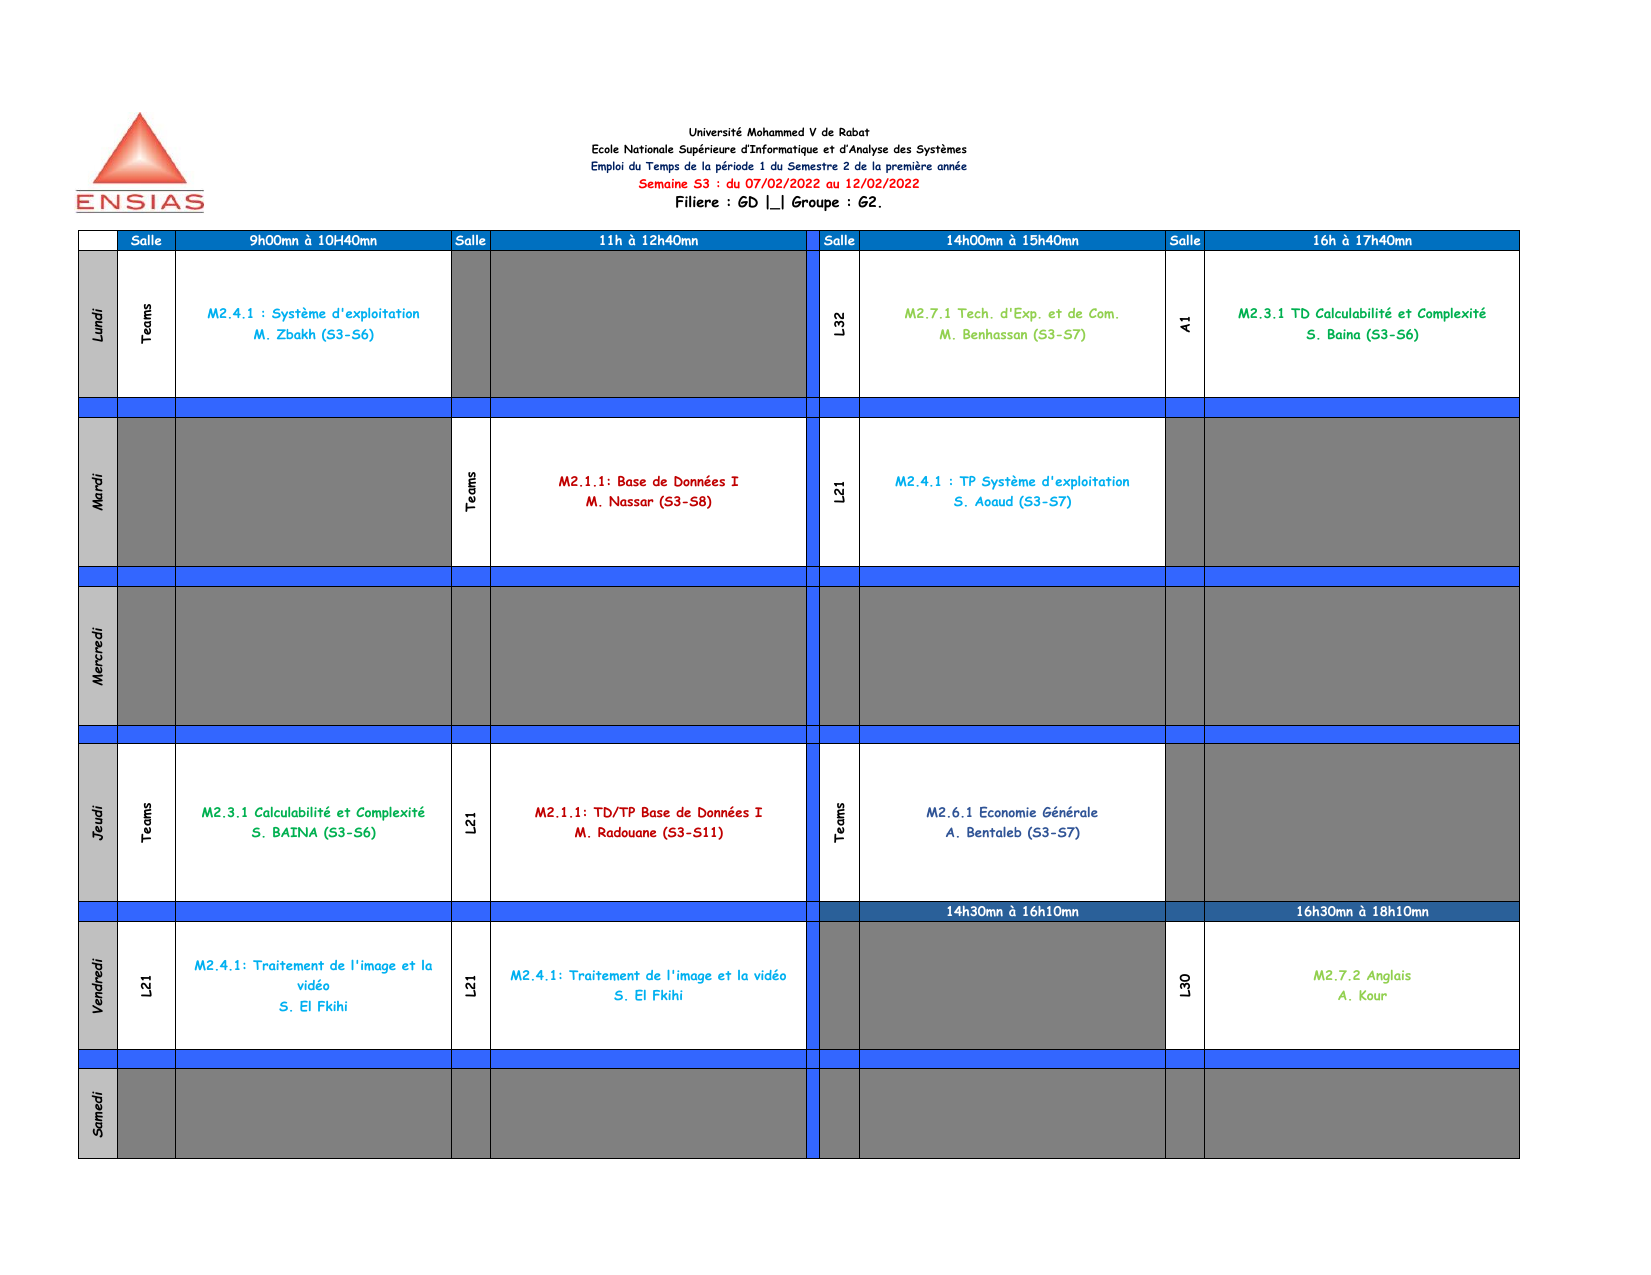 ENSIAS
Université Mohammed V de Rabat
Ecole Nationale Supérieure d’Informatique et d’Analyse des Systèmes
Emploi du Temps de la période 1 du Semestre 2 de la première année
Semaine S3 : du 07/02/2022 au 12/02/2022
Filiere : GD |_| Groupe : G2.
Salle 9h00mn à 10H40mn Salle 11h à 12h40mn Salle 14h00mn à 15h40mn Salle 16h à 17h40mn
Lundi
Teams
M2.4.1 : Système d'exploitation
M. Zbakh (S3-S6)
L32
M2.7.1 Tech. d'Exp. et de Com.
M. Benhassan (S3-S7)
A1
M2.3.1 TD Calculabilité et Complexité
S. Baina (S3-S6)
Mardi
Teams
M2.1.1: Base de Données I
M. Nassar (S3-S8)
L21
M2.4.1 : TP Système d'exploitation
S. Aoaud (S3-S7)
Mercredi
Jeudi
Teams
M2.3.1 Calculabilité et Complexité
S. BAINA (S3-S6)
L21
M2.1.1: TD/TP Base de Données I
M. Radouane (S3-S11)
Teams
M2.6.1 Economie Générale
A. Bentaleb (S3-S7)
14h30mn à 16h10mn 16h30mn à 18h10mn
Vendredi
L21
M2.4.1: Traitement de l'image et la
vidéo
S. El Fkihi
L21
M2.4.1: Traitement de l'image et la vidéo
S. El Fkihi
L30
M2.7.2 Anglais
A. Kour
Samedi